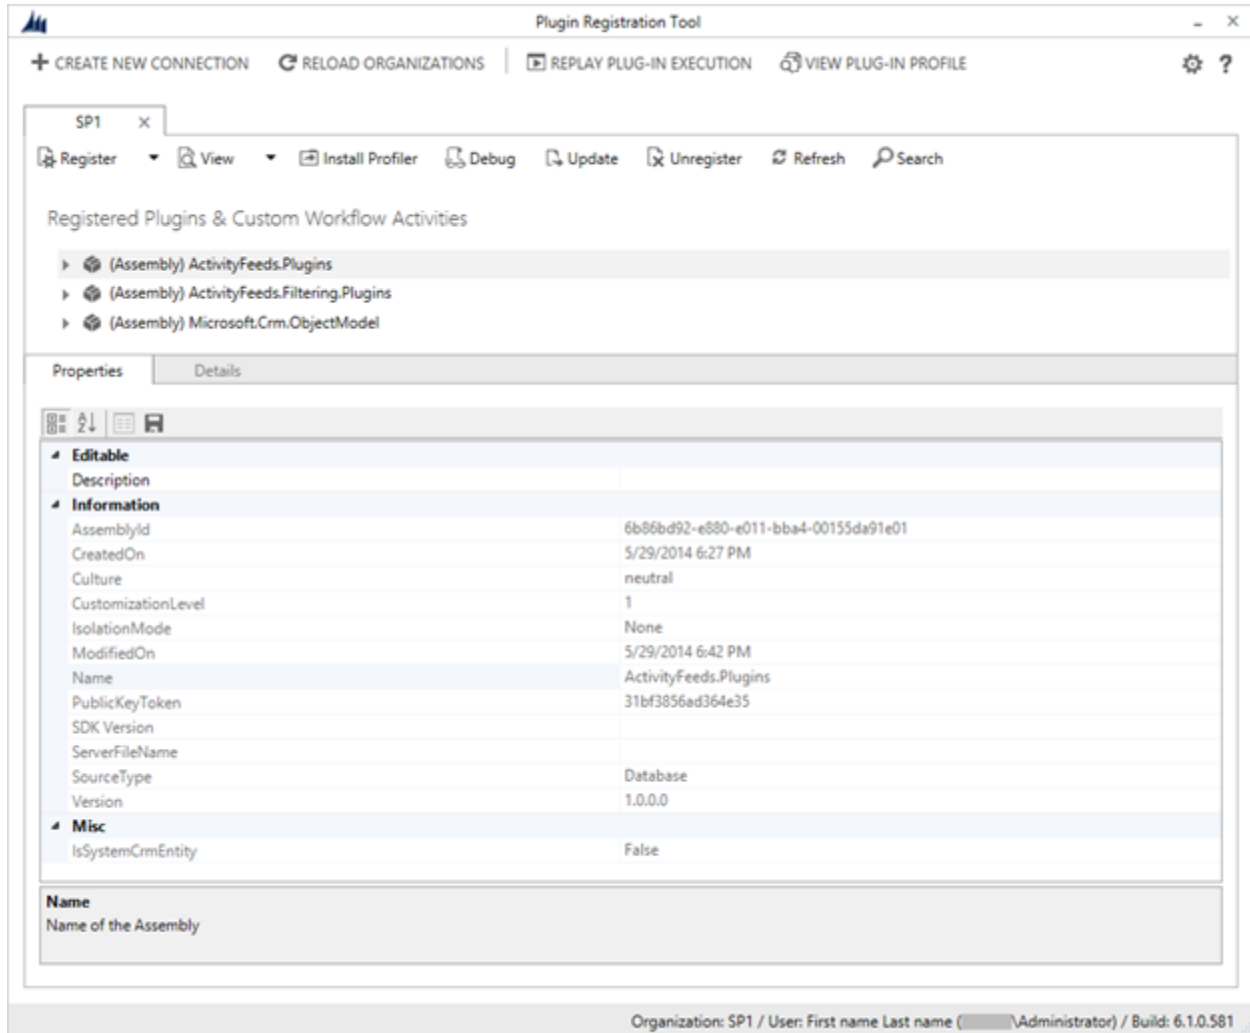 Plugin Registration Tool
CREATE NEW CONNECTION RELOAD ORGANIZATIONS REPLAY PLUG-IN EXECUTION VIEW PLUG-IN PROFILE ?
SP1
Register View Install Profiler Debug Update Unregister Refresh Search
Registered Plugins & Custom Workflow Activities
(Assembly) ActivityFeeds.Plugins
(Assembly) ActivityFeeds.Filtering.Plugins
(Assembly) Microsoft.Crm.ObjectModel
Properties Details
Editable
Description
Information
AssemblyId 6b86bd92-e880-e011-bba4-00155da91e01
CreatedOn 5/29/2014 6:27 PM
Culture neutral
CustomizationLevel 1
IsolationMode None
ModifiedOn 5/29/2014 6:42 PM
Name ActivityFeeds.Plugins
PublicKeyToken 31bf3856ad364e35
SDK Version
ServerFileName
SourceType Database
Version 1.0.0.0
Misc
IsSystemCrmEntity False
Name
Name of the Assembly
Organization: SP1 / User: First name Last name ( \Administrator) / Build: 6.1.0.581